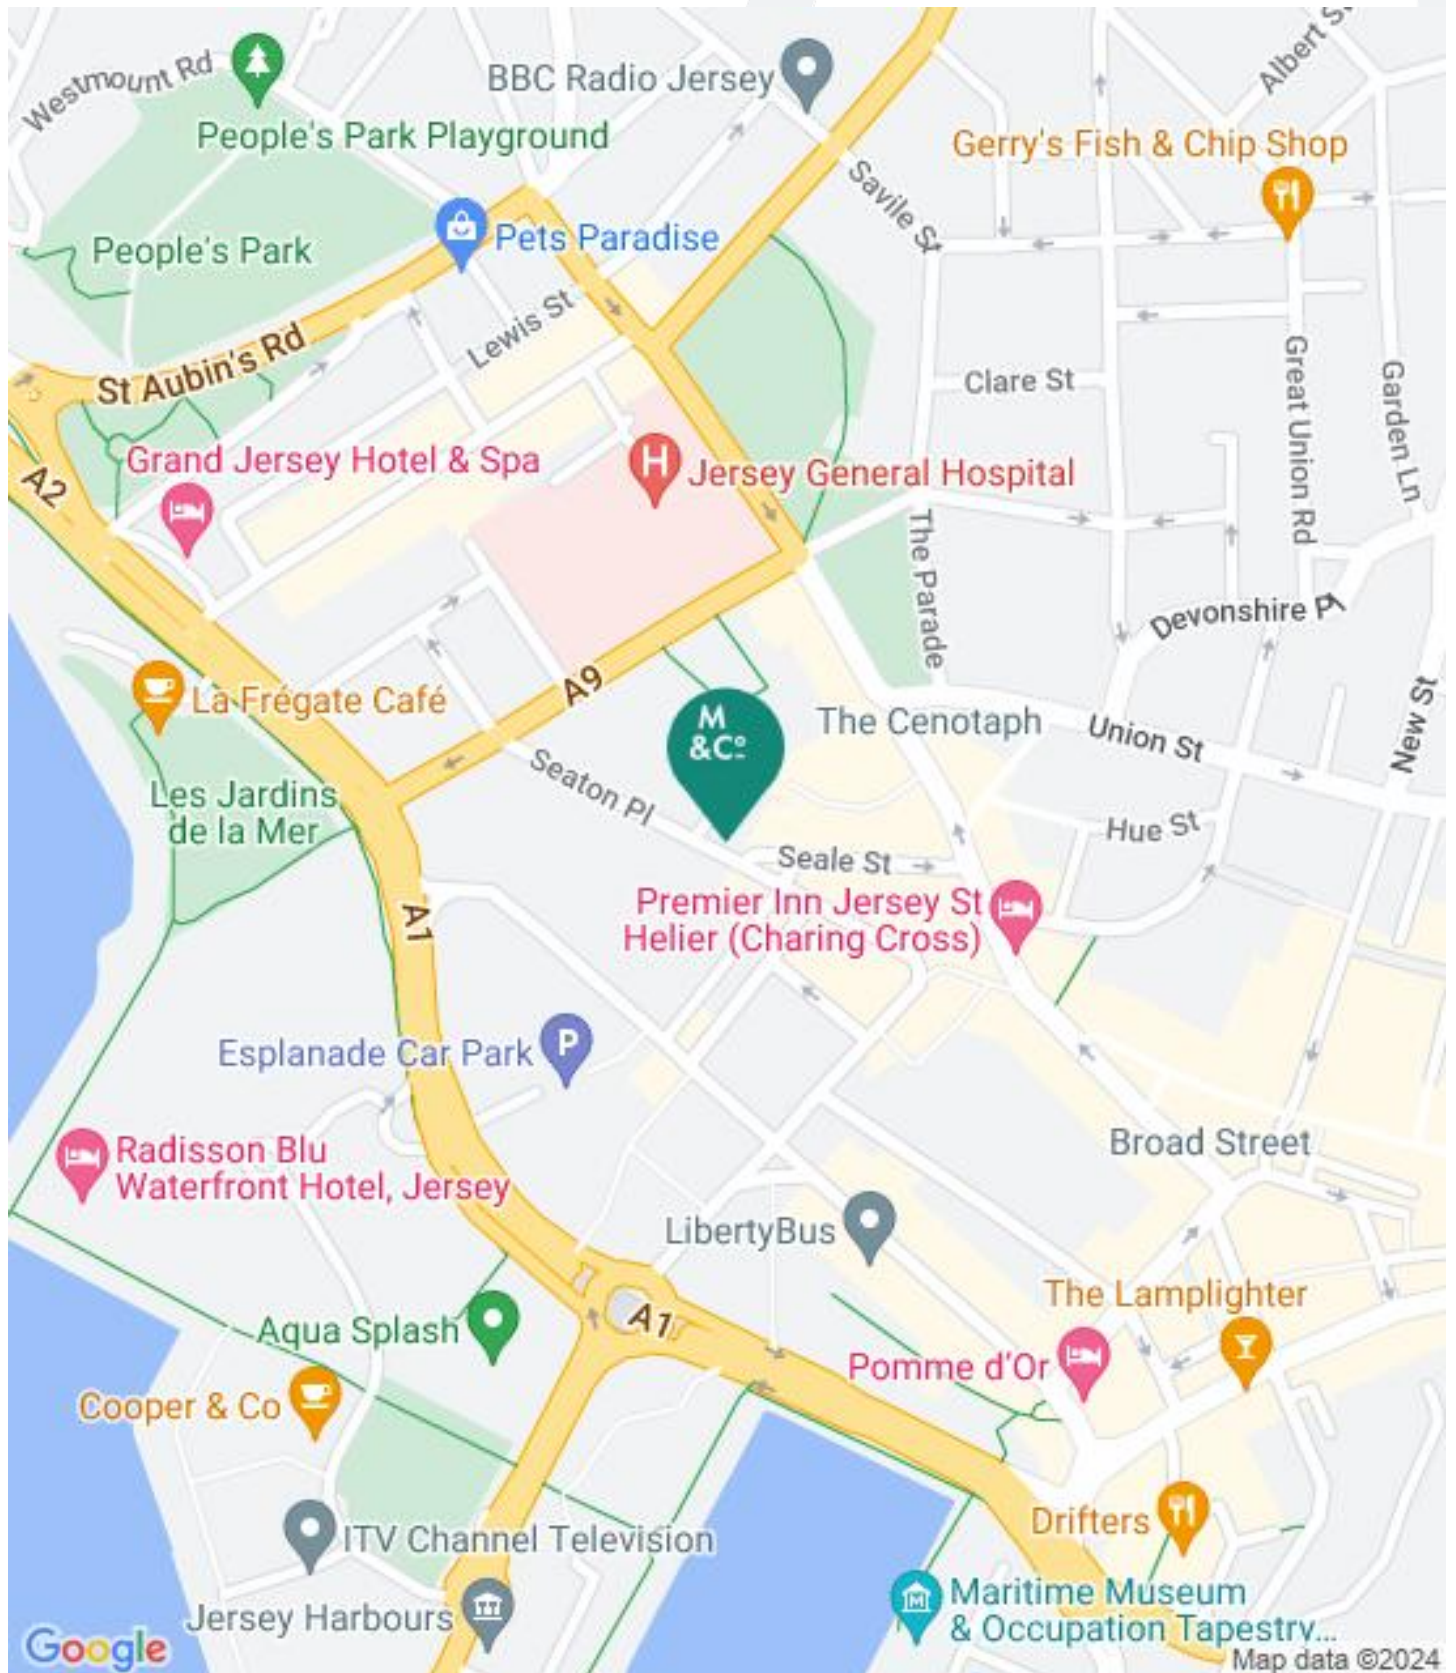 Westmount Rd
Albert St
BBC Radio Jersey
People's Park Playground
Gerry's Fish & Chip Shop
Savile St
Pets Paradise
People's Park
Lewis St
St Aubin's Rd
Clare St
Great Union Rd
Garden Ln
Grand Jersey Hotel & Spa
H
Jersey General Hospital
A2
The Parade
Devonshire Pl
A9
La Frégate Café
M
&Cº
The Cenotaph
Union St
New St
Seaton Pl
Les Jardins
de la Mer
Hue St
Seale St
A1
Premier Inn Jersey St
Helier (Charing Cross)
Esplanade Car Park
P
Broad Street
Radisson Blu
Waterfront Hotel, Jersey
LibertyBus
The Lamplighter
A1
Aqua Splash
Pomme d'Or
Cooper & Co
Drifters
ITV Channel Television
Maritime Museum
& Occupation Tapestry...
M
Jersey Harbours
Google
Map data ©2024